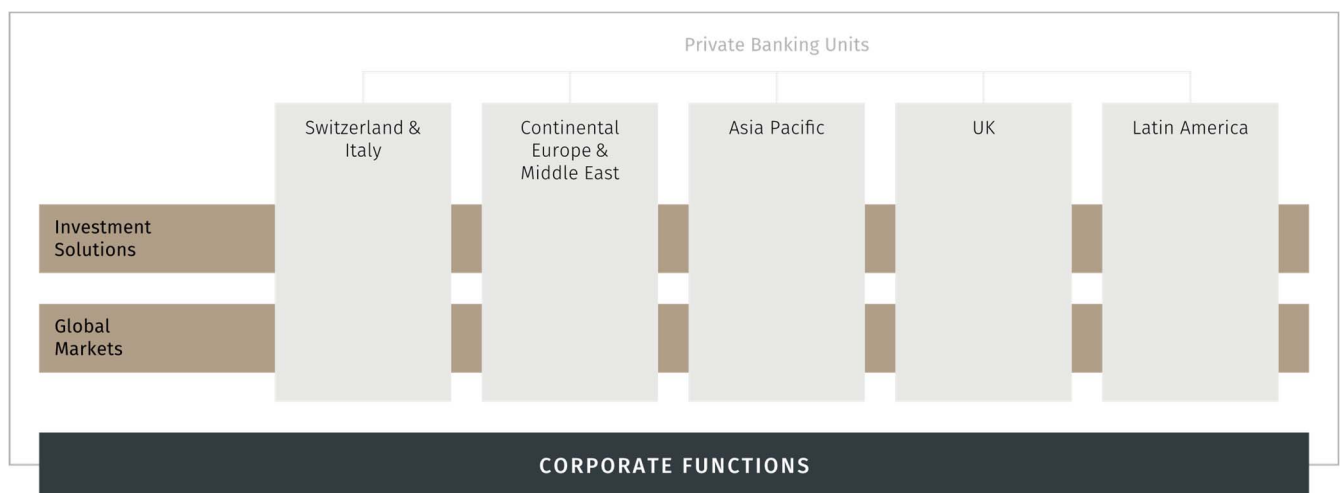 Private Banking Units
Switzerland &
Italy
Continental
Europe &
Middle East
Asia Pacific
UK
Latin America
Investment
Solutions
Global
Markets
CORPORATE FUNCTIONS